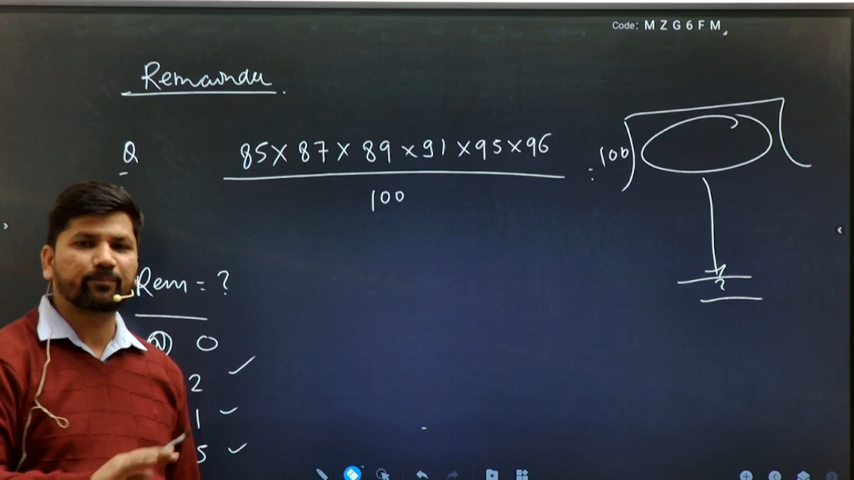 Code: MZG6FM
Remainder.
Q 85 × 87 × 89 × 91 × 95 × 96
100
= 100
?
Rem = ?
ⓐ 0
2 ✓
1 ✓
5 ✓